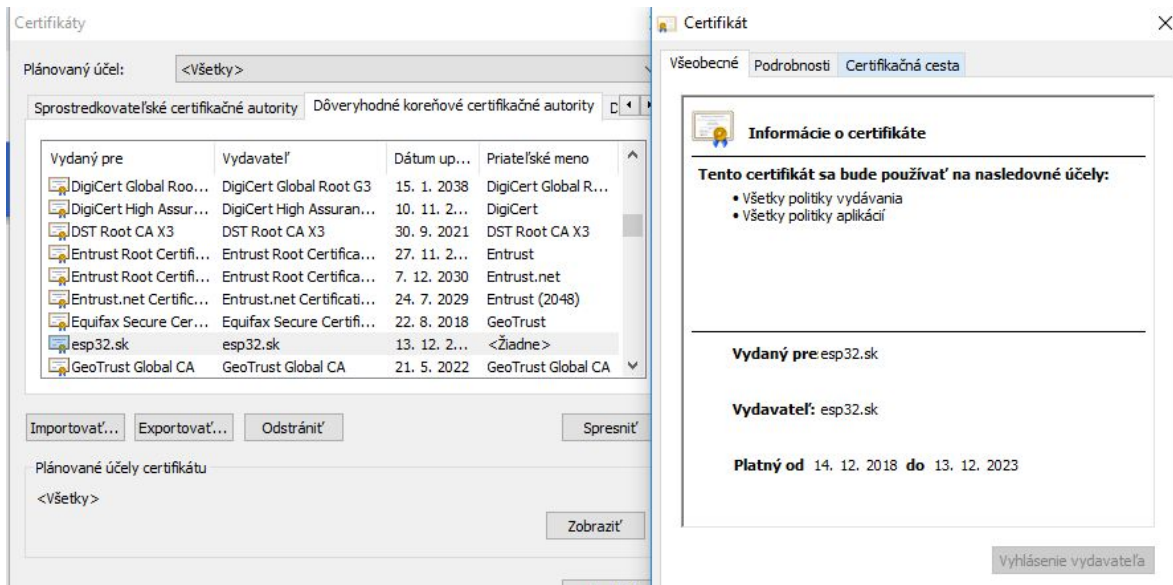 Certifikáty
Plánovaný účel: <Všetky>
Sprostredkovateľské certifikačné autority Dôveryhodné koreňové certifikačné autority D
Vydaný pre Vydavateľ Dátum up... Priateľské meno
DigiCert Global Roo... DigiCert Global Root G3 15. 1. 2038 DigiCert Global R...
DigiCert High Assur... DigiCert High Assuran... 10. 11. 2... DigiCert
DST Root CA X3 DST Root CA X3 30. 9. 2021 DST Root CA X3
Entrust Root Certifi... Entrust Root Certifica... 27. 11. 2... Entrust
Entrust Root Certifi... Entrust Root Certifica... 7. 12. 2030 Entrust.net
Entrust.net Certific... Entrust.net Certificati... 24. 7. 2029 Entrust (2048)
Equifax Secure Cer... Equifax Secure Certifi... 22. 8. 2018 GeoTrust
esp32.sk esp32.sk 13. 12. 2... <Žiadne>
GeoTrust Global CA GeoTrust Global CA 21. 5. 2022 GeoTrust Global CA
Importovať... Exportovať... Odstrániť Spresniť
Plánované účely certifikátu
<Všetky>
Zobraziť
Certifikát
Všeobecné Podrobnosti Certifikačná cesta
Informácie o certifikáte
Tento certifikát sa bude používať na nasledovné účely:
• Všetky politiky vydávania
• Všetky politiky aplikácií
Vydaný pre esp32.sk
Vydavateľ: esp32.sk
Platný od 14. 12. 2018 do 13. 12. 2023
Vyhlásenie vydavateľa